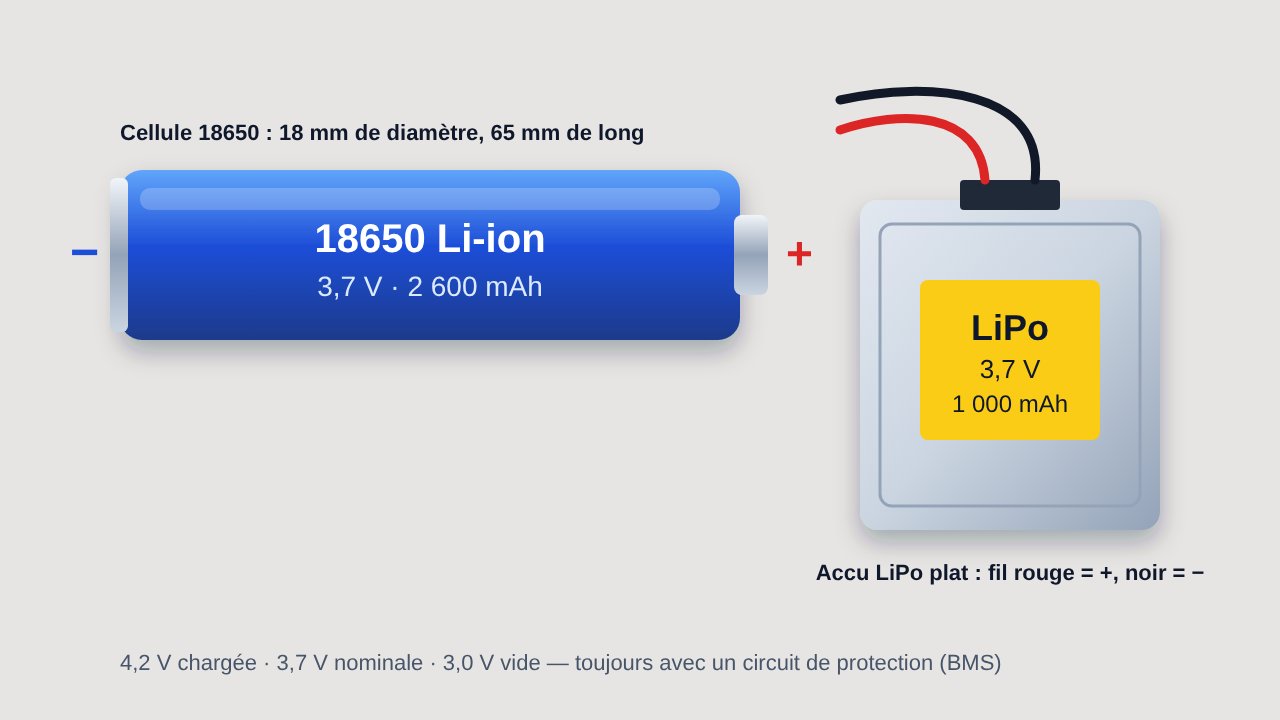 Cellule 18650 : 18 mm de diamètre, 65 mm de long
18650 Li-ion
3,7 V · 2 600 mAh
−
+
LiPo
3,7 V
1 000 mAh
Accu LiPo plat : fil rouge = +, noir = −
4,2 V chargée · 3,7 V nominale · 3,0 V vide — toujours avec un circuit de protection (BMS)